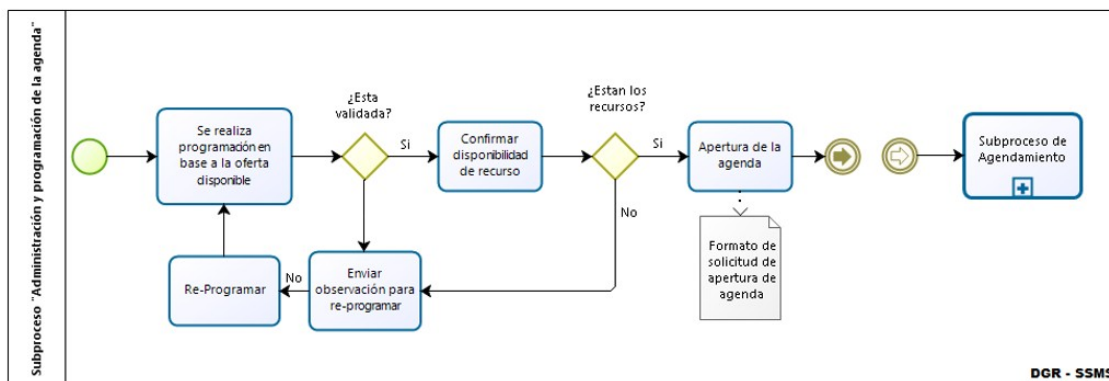 Subproceso "Administración y programación de la agenda"
Se realiza
programación en
base a la oferta
disponible
¿Esta
validada?
Si
Confirmar
disponibilidad
de recurso
¿Estan los
recursos?
Si
Apertura de la
agenda
Subproceso de
Agendamiento
No
Formato de
solicitud de
apertura de
agenda
Enviar
observación para
re-programar
No
Re-Programar
DGR - SSMS